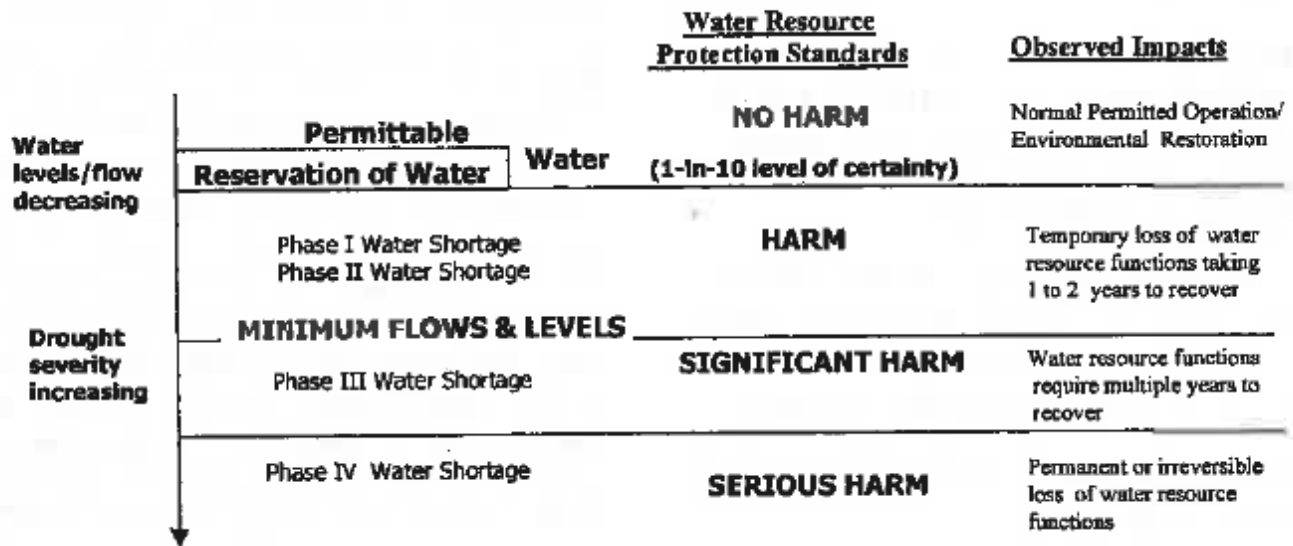 Water Resource
Protection Standards
Observed Impacts
Water
levels/flow
decreasing
Permittable
Reservation of Water
Water
NO HARM
(1-in-10 level of certainty)
Normal Permitted Operation/
Environmental Restoration
Phase I Water Shortage
Phase II Water Shortage
HARM
Temporary loss of water
resource functions taking
1 to 2 years to recover
MINIMUM FLOWS & LEVELS
Drought
severity
increasing
Phase III Water Shortage
SIGNIFICANT HARM
Water resource functions
require multiple years to
recover
Phase IV Water Shortage
SERIOUS HARM
Permanent or irreversible
loss of water resource
functions